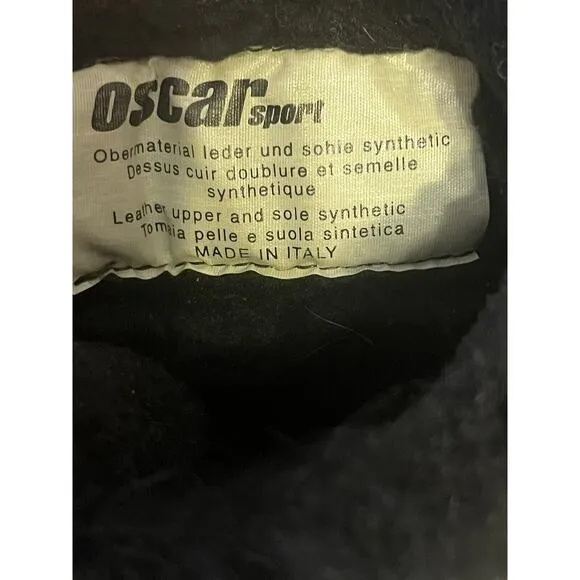 oscar sport
Obermaterial leder und sohie synthetic
Dessus cuir doublure et semelle
synthetique
Leather upper and sole synthetic
Tomaia pelle e suola sintetica
MADE IN ITALY